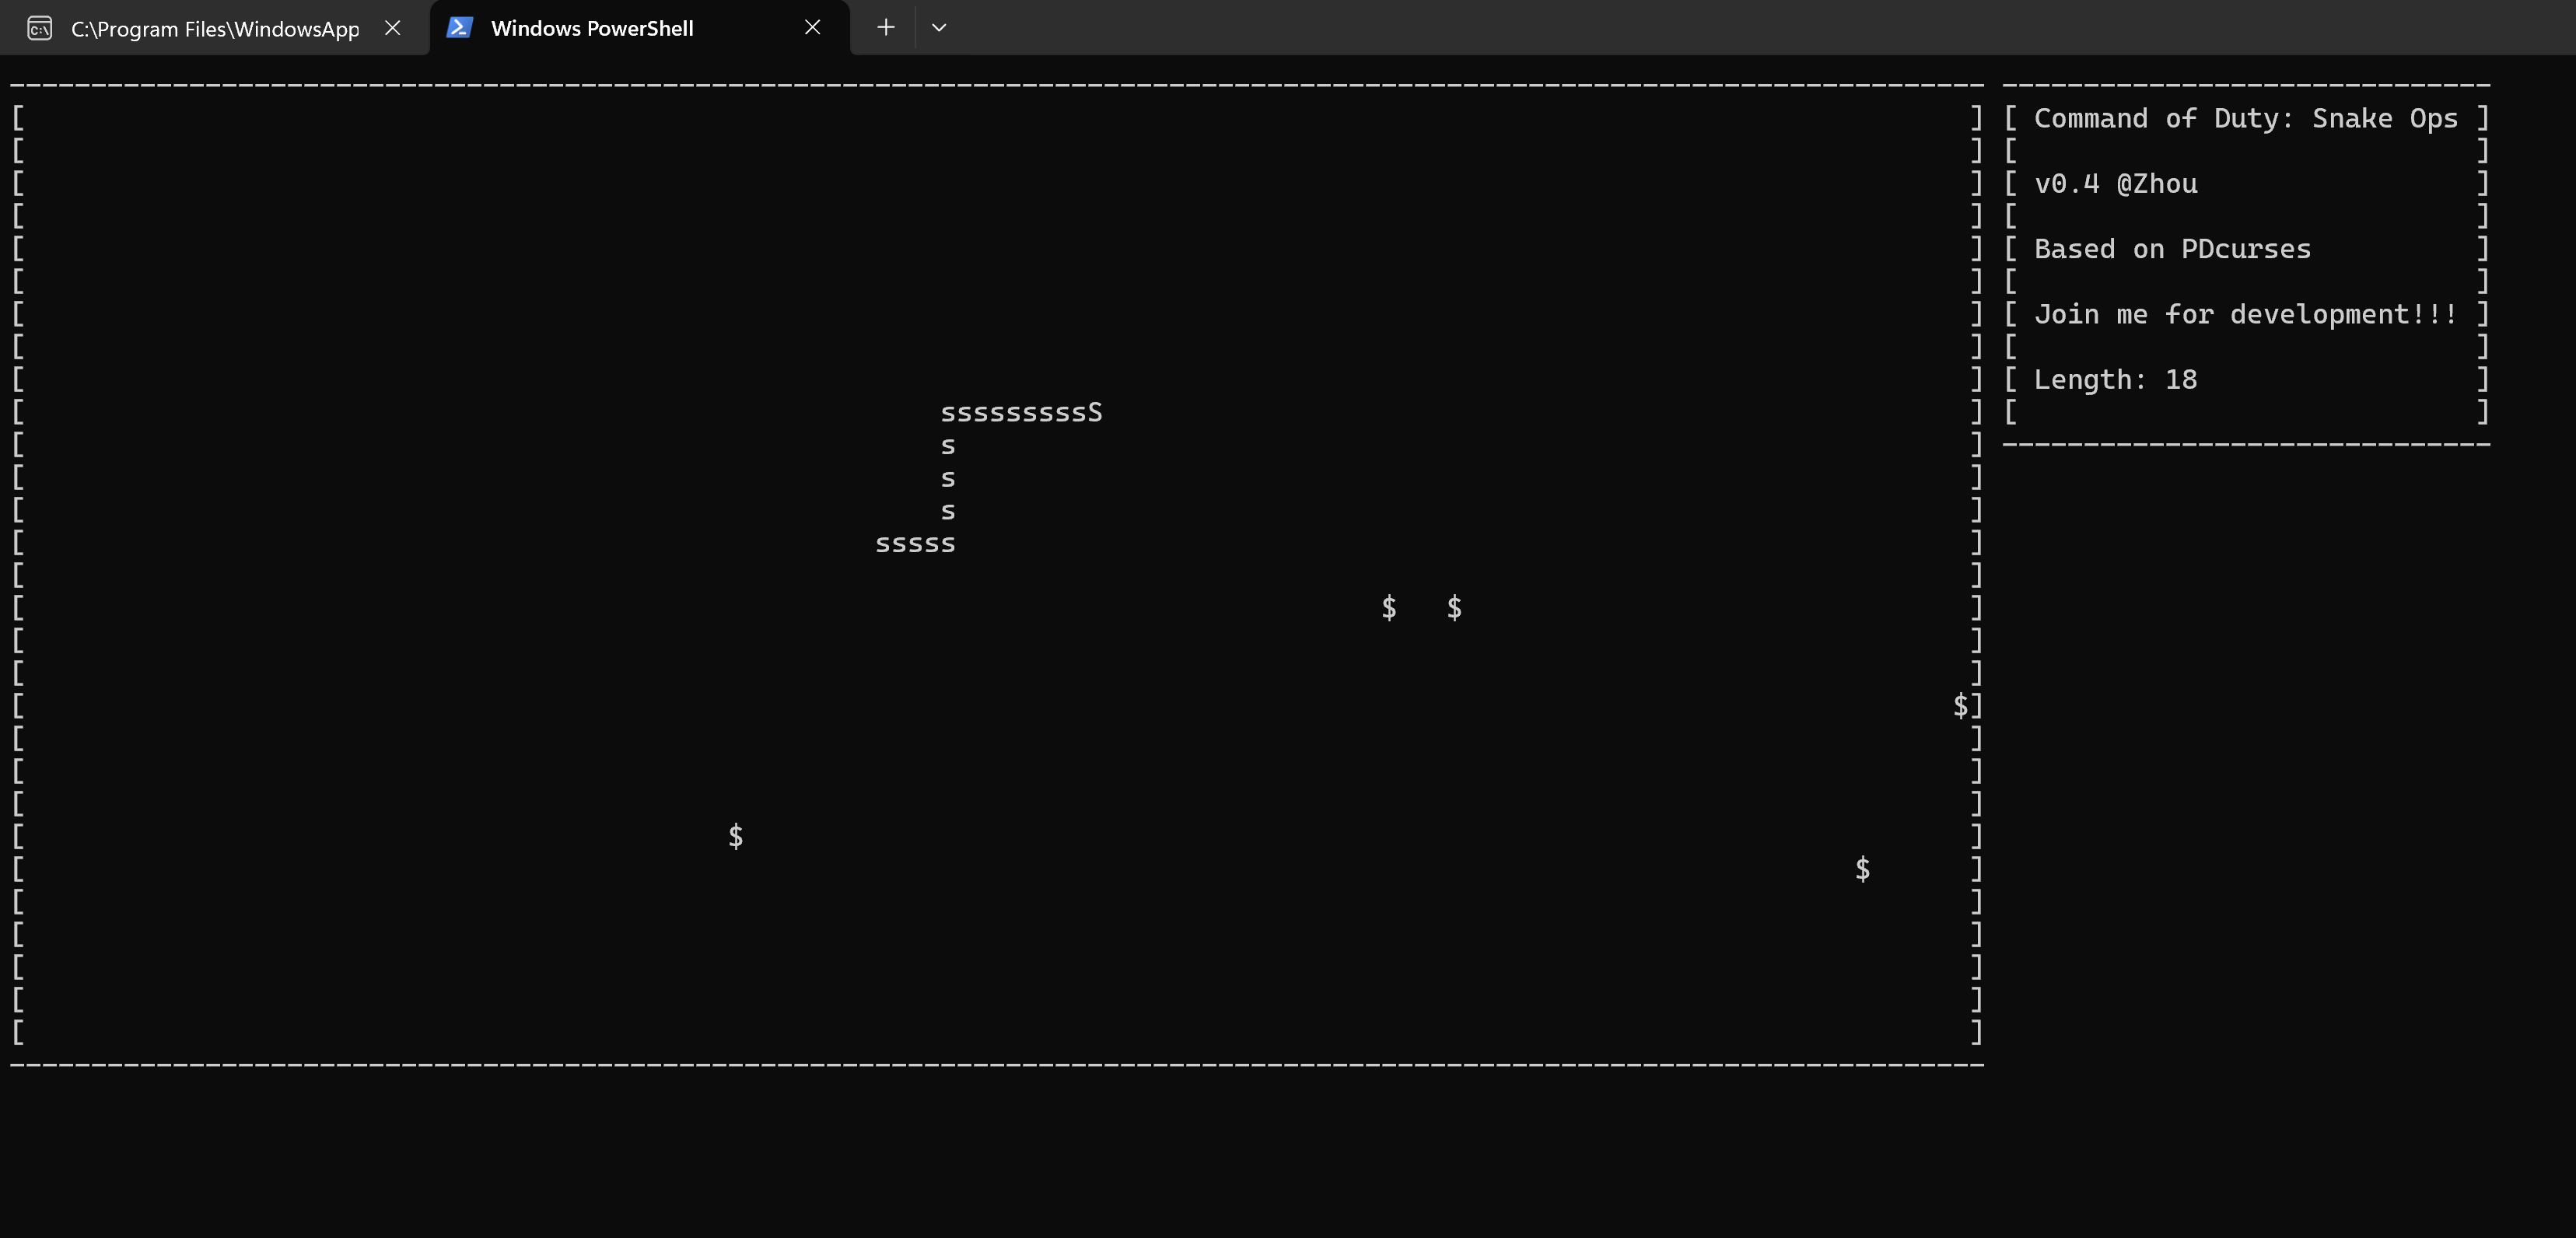 C:\Program Files\WindowsApp
Windows PowerShell
Command of Duty: Snake Ops
v0.4 @Zhou
Based on PDcurses
Join me for development!!!
Length: 18
sssssssssS
s
s
s
sssss
$   $
$
$
$